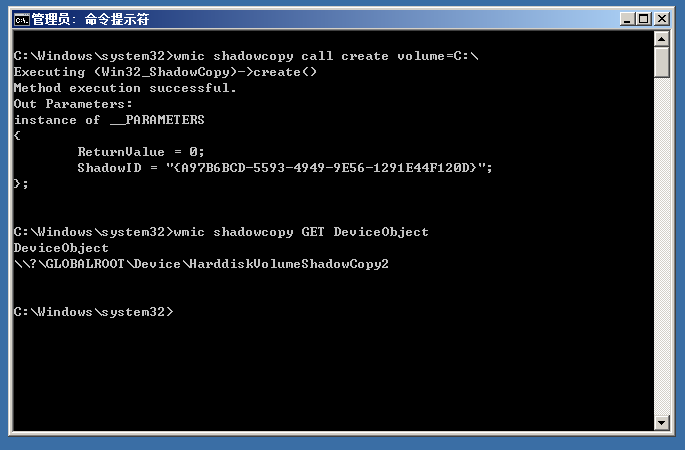 管理员: 命令提示符
C:\Windows\system32>wmic shadowcopy call create volume=C:\
Executing (Win32_ShadowCopy)->create()
Method execution successful.
Out Parameters:
instance of __PARAMETERS
{
        ReturnValue = 0;
        ShadowID = "{A97B6BCD-5593-4949-9E56-1291E44F120D}";
};
C:\Windows\system32>wmic shadowcopy GET DeviceObject
DeviceObject
\\?\GLOBALROOT\Device\HarddiskVolumeShadowCopy2
C:\Windows\system32>